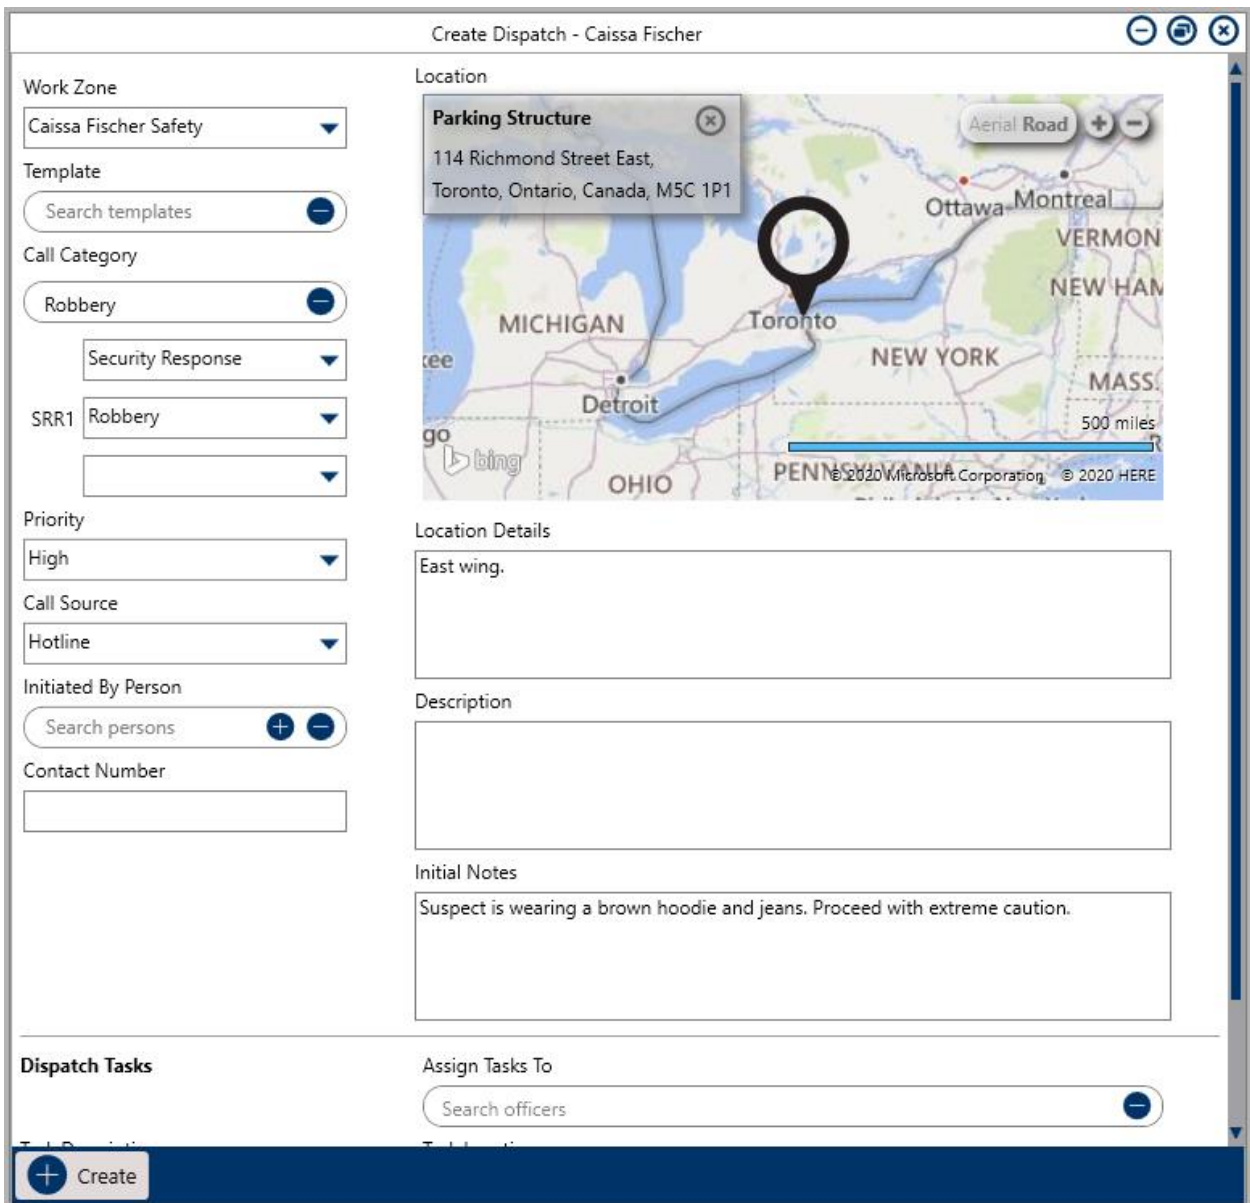 Create Dispatch - Caissa Fischer
Work Zone
Caissa Fischer Safety
Template
Search templates
Call Category
Robbery
Security Response
SRR1 Robbery
Priority
High
Call Source
Hotline
Initiated By Person
Search persons
Contact Number
Location
Parking Structure
114 Richmond Street East,
Toronto, Ontario, Canada, M5C 1P1
Aerial Road
Ottawa
Montreal
VERMON
NEW HAM
MICHIGAN
Toronto
NEW YORK
kee
MASS.
Detroit
500 miles
go
bing
OHIO
PENNSYLVANIA
© 2020 Microsoft Corporation © 2020 HERE
Location Details
East wing.
Description
Initial Notes
Suspect is wearing a brown hoodie and jeans. Proceed with extreme caution.
Dispatch Tasks
Assign Tasks To
Search officers
Create